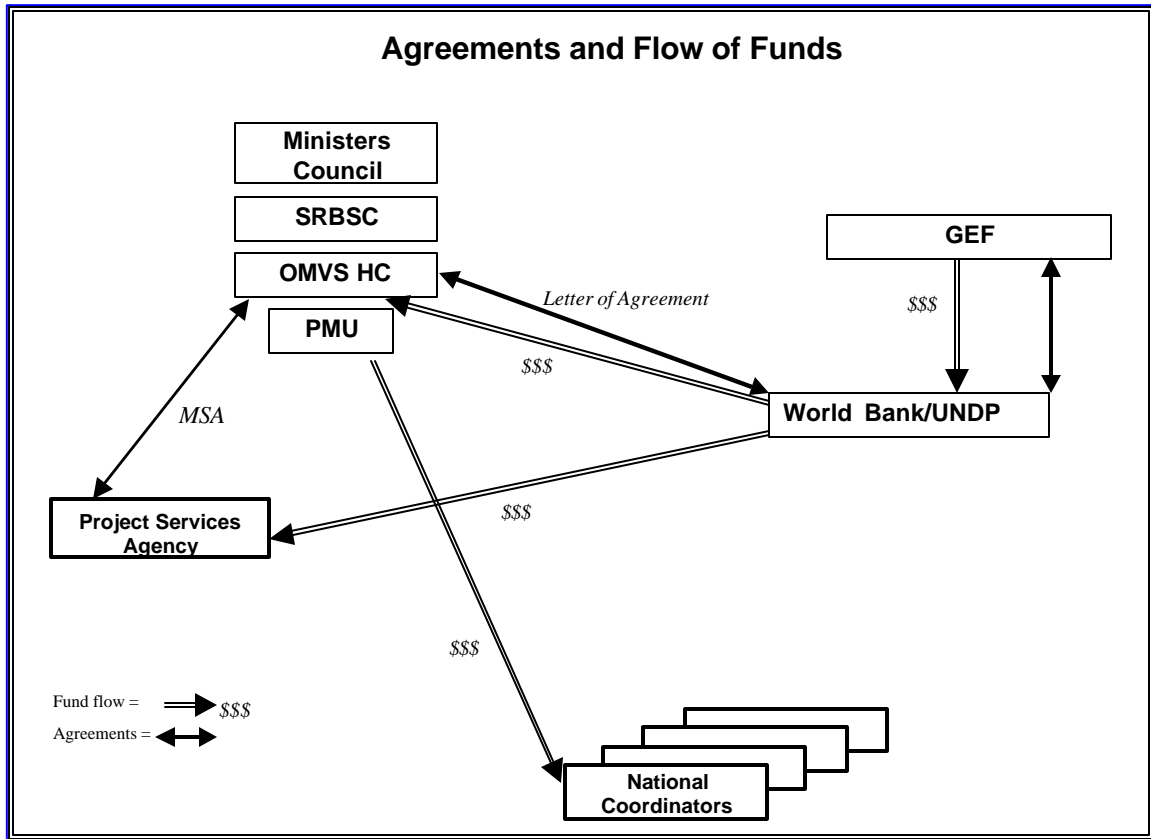 Agreements and Flow of Funds
Ministers
Council
SRBSC
GEF
OMVS HC
Letter of Agreement
$$$
PMU
$$$
World Bank/UNDP
MSA
$$$
Project Services
Agency
$$$
Fund flow = $$$
Agreements =
National
Coordinators